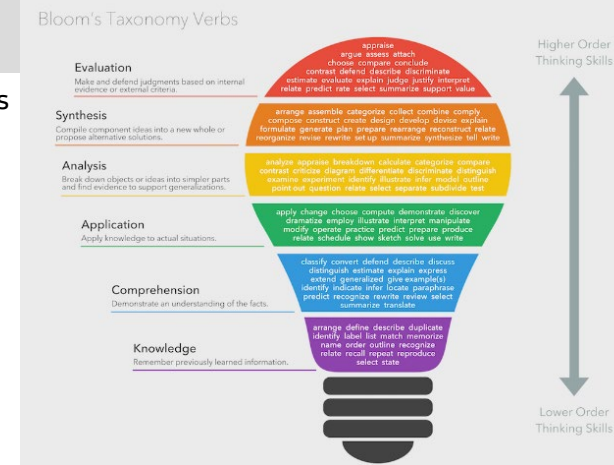 Bloom's Taxonomy Verbs
Higher Order
Thinking Skills
s
Evaluation
Make and defend judgments based on internal
evidence or external criteria.
appraise
argue assess attach
choose compare conclude
contrast defend describe discriminate
estimate evaluate explain judge justify interpret
relate predict rate select summarize support value
Synthesis
Compile component ideas into a new whole or
propose alternative solutions.
arrange assemble categorize collect combine comply
compose construct create design develop devise explain
formulate generate plan prepare rearrange reconstruct relate
reorganize revise rewrite set up summarize synthesize tell write
Analysis
Break down objects or ideas into simpler parts
and find evidence to support generalizations.
analyze appraise breakdown calculate categorize compare
contrast criticize diagram differentiate discriminate distinguish
examine experiment identify illustrate infer model outline
point-out question relate select separate subdivide test
Application
Apply knowledge to actual situations.
apply change choose compute demonstrate discover
dramatize employ illustrate interpret manipulate
modify operate practice predict prepare produce
relate schedule show sketch solve use write
Comprehension
Demonstrate an understanding of the facts.
classify convert defend describe discuss
distinguish estimate explain express
extend generalized give example(s)
identify indicate infer locate paraphrase
predict recognize rewrite review select
summarize translate
Knowledge
Remember previously learned information.
arrange define describe duplicate
identify label list match memorize
name order outline recognize
relate recall repeat reproduce
select state
Lower Order
Thinking Skills